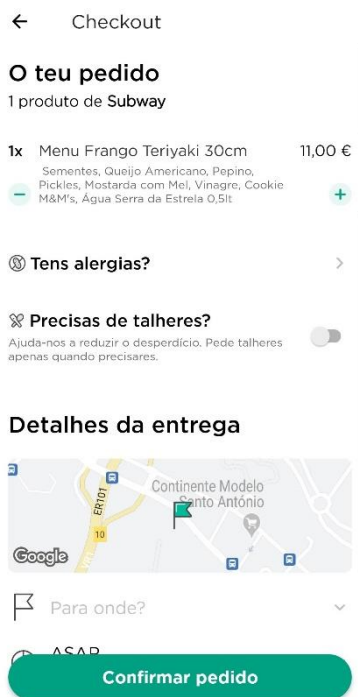 Checkout
O teu pedido
1 produto de Subway
1x Menu Frango Teriyaki 30cm 11,00 €
Sementes, Queijo Americano, Pepino,
Pickles, Mostarda com Mel, Vinagre, Cookie
M&M's, Água Serra da Estrela 0,5lt
Tens alergias?
Precisas de talheres?
Ajuda-nos a reduzir o desperdício. Pede talheres
apenas quando precisares.
Detalhes da entrega
Continente Modelo
Santo António
ER101
10
Google
Para onde?
ASAP
Confirmar pedido